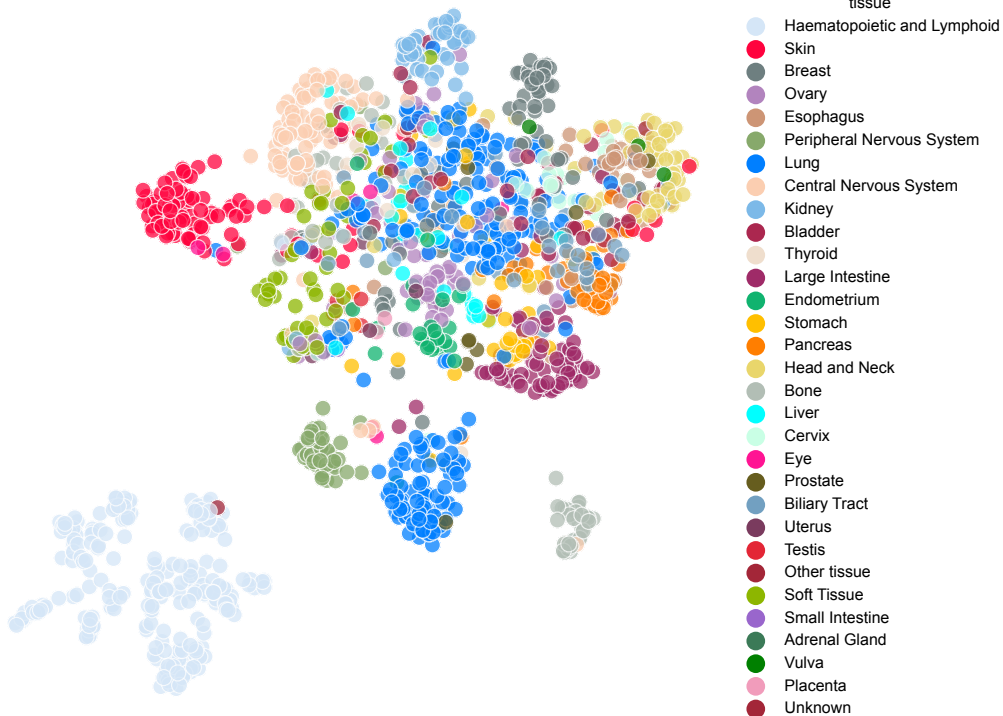 tissue
Haematopoietic and Lymphoid
Skin
Breast
Ovary
Esophagus
Peripheral Nervous System
Lung
Central Nervous System
Kidney
Bladder
Thyroid
Large Intestine
Endometrium
Stomach
Pancreas
Head and Neck
Bone
Liver
Cervix
Eye
Prostate
Biliary Tract
Uterus
Testis
Other tissue
Soft Tissue
Small Intestine
Adrenal Gland
Vulva
Placenta
Unknown